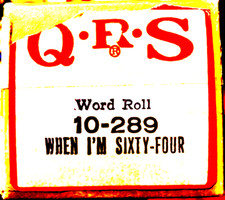 Q·R·S®
Word Roll
10-289
WHEN I'M SIXTY-FOUR